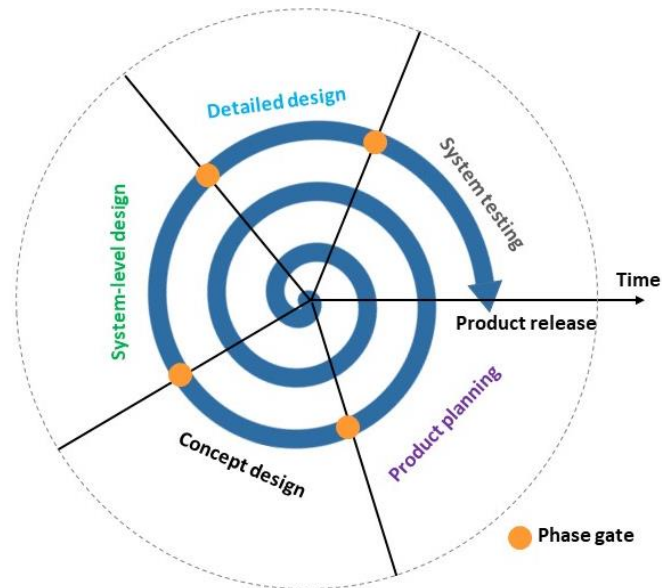 Detailed design
System testing
System-level design
Time
Product release
Product planning
Concept design
Phase gate